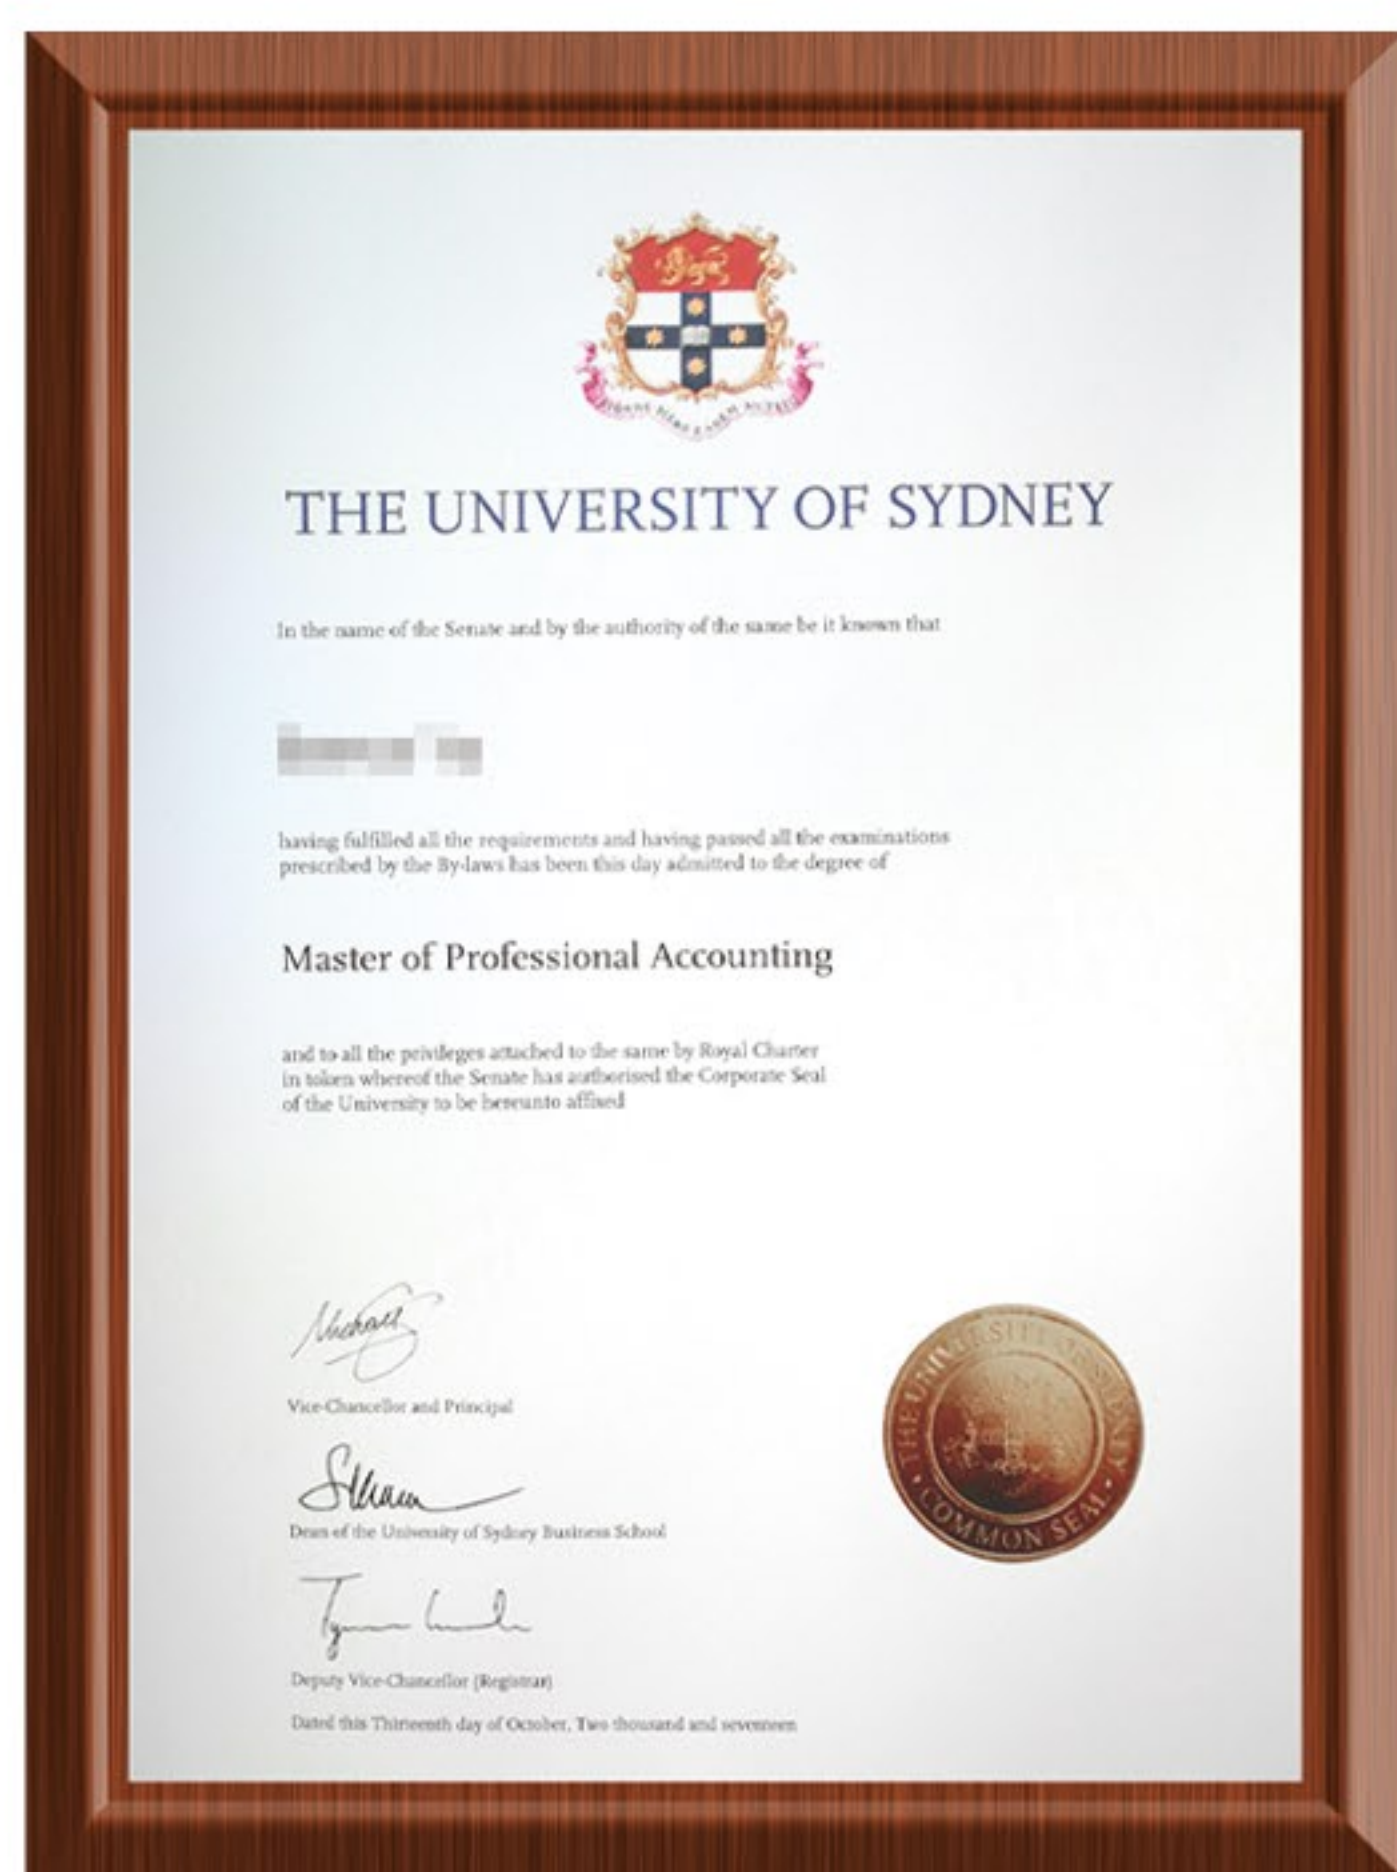 THE UNIVERSITY OF SYDNEY
In the name of the Senate and by the authority of the same be it known that
having fulfilled all the requirements and having passed all the examinations
prescribed by the By-laws has been this day admitted to the degree of
Master of Professional Accounting
and to all the privileges attached to the same by Royal Charter
in token whereof the Senate has authorised the Corporate Seal
of the University to be hereunto affixed
Vice-Chancellor and Principal
Dean of the University of Sydney Business School
Deputy Vice-Chancellor (Registrar)
Dated this Thirteenth day of October, Two thousand and seventeen
THE UNIVERSITY OF SYDNEY
• COMMON SEAL •